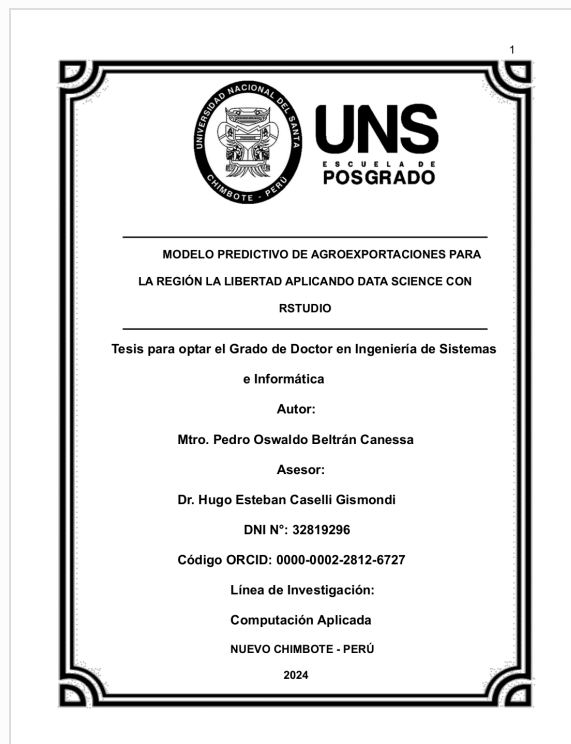 1
UNIVERSIDAD NACIONAL DEL SANTA
CHIMBOTE - PERÚ
UNS
ESCUELA DE
POSGRADO
MODELO PREDICTIVO DE AGROEXPORTACIONES PARA
LA REGIÓN LA LIBERTAD APLICANDO DATA SCIENCE CON
RSTUDIO
Tesis para optar el Grado de Doctor en Ingeniería de Sistemas
e Informática
Autor:
Mtro. Pedro Oswaldo Beltrán Canessa
Asesor:
Dr. Hugo Esteban Caselli Gismondi
DNI N°: 32819296
Código ORCID: 0000-0002-2812-6727
Línea de Investigación:
Computación Aplicada
NUEVO CHIMBOTE - PERÚ
2024